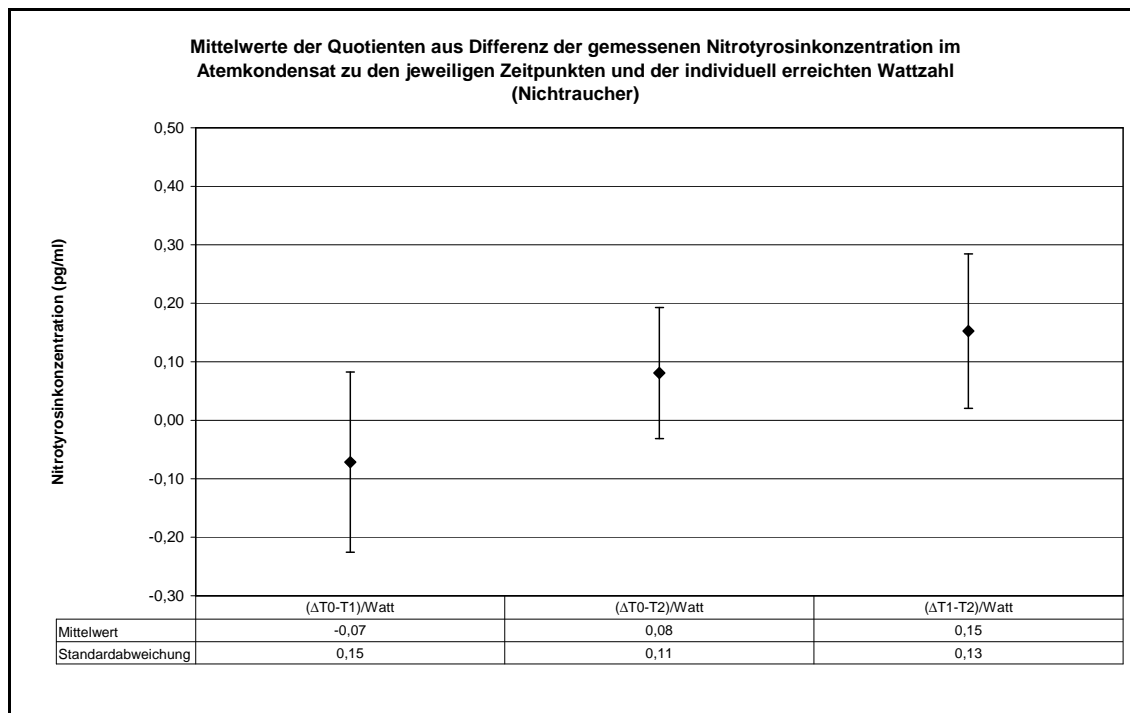 Mittelwerte der Quotienten aus Differenz der gemessenen Nitrotyrosinkonzentration im
Atemkondensat zu den jeweiligen Zeitpunkten und der individuell erreichten Wattzahl
(Nichtraucher)
Nitrotyrosinkonzentration (pg/ml)
0,50
0,40
0,30
0,20
0,10
0,00
-0,10
-0,20
-0,30
(ΔT0-T1)/Watt (ΔT0-T2)/Watt (ΔT1-T2)/Watt
Mittelwert -0,07 0,08 0,15
Standardabweichung 0,15 0,11 0,13